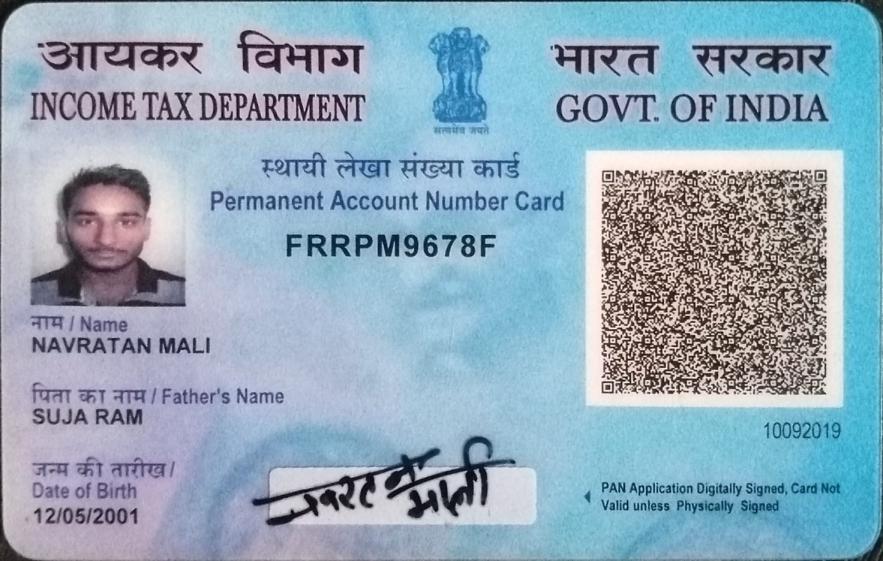 आयकर विभाग
INCOME TAX DEPARTMENT
सत्यमेव जयते
भारत सरकार
GOVT. OF INDIA
स्थायी लेखा संख्या कार्ड
Permanent Account Number Card
FRRPM9678F
नाम / Name
NAVRATAN MALI
पिता का नाम / Father's Name
SUJA RAM
जन्म की तारीख /
Date of Birth
12/05/2001
नवरतन माली
10092019
PAN Application Digitally Signed, Card Not
Valid unless Physically Signed